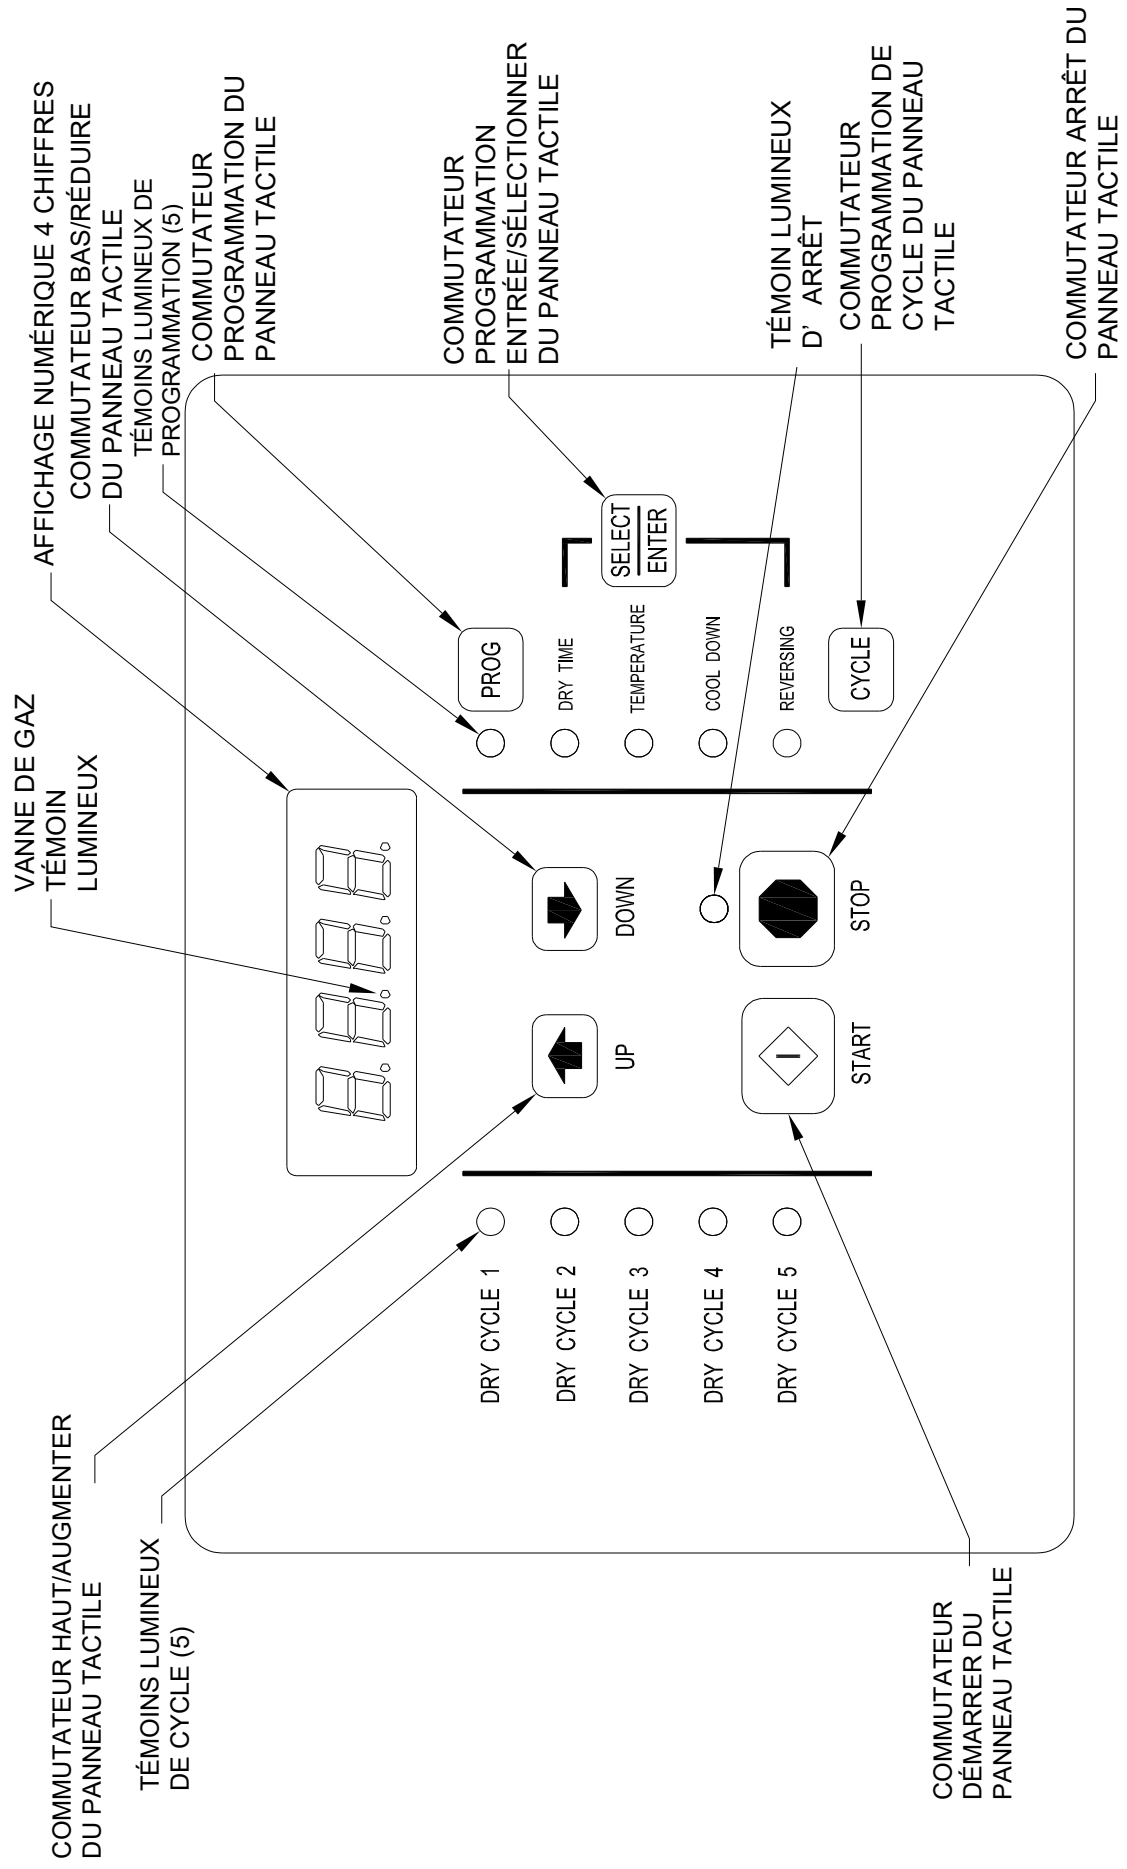 COMMUTATEUR HAUT/AUGMENTER
DU PANNEAU TACTILE
TÉMOINS LUMINEUX
DE CYCLE (5)
VANNE DE GAZ
TÉMOIN
LUMINEUX
AFFICHAGE NUMÉRIQUE 4 CHIFFRES
COMMUTATEUR BAS/RÉDUIRE
DU PANNEAU TACTILE
TÉMOINS LUMINEUX DE
PROGRAMMATION (5)
COMMUTATEUR
PROGRAMMATION DU
PANNEAU TACTILE
COMMUTATEUR
PROGRAMMATION
ENTRÉE/SÉLECTIONNER
DU PANNEAU TACTILE
TÉMOIN LUMINEUX
D' ARRÊT
COMMUTATEUR
PROGRAMMATION DE
CYCLE DU PANNEAU
TACTILE
COMMUTATEUR ARRÊT DU
PANNEAU TACTILE
COMMUTATEUR
DÉMARRER DU
PANNEAU TACTILE
DRY CYCLE 1
DRY CYCLE 2
DRY CYCLE 3
DRY CYCLE 4
DRY CYCLE 5
UP
DOWN
START
STOP
PROG
DRY TIME
TEMPERATURE
COOL DOWN
REVERSING
SELECT
ENTER
CYCLE